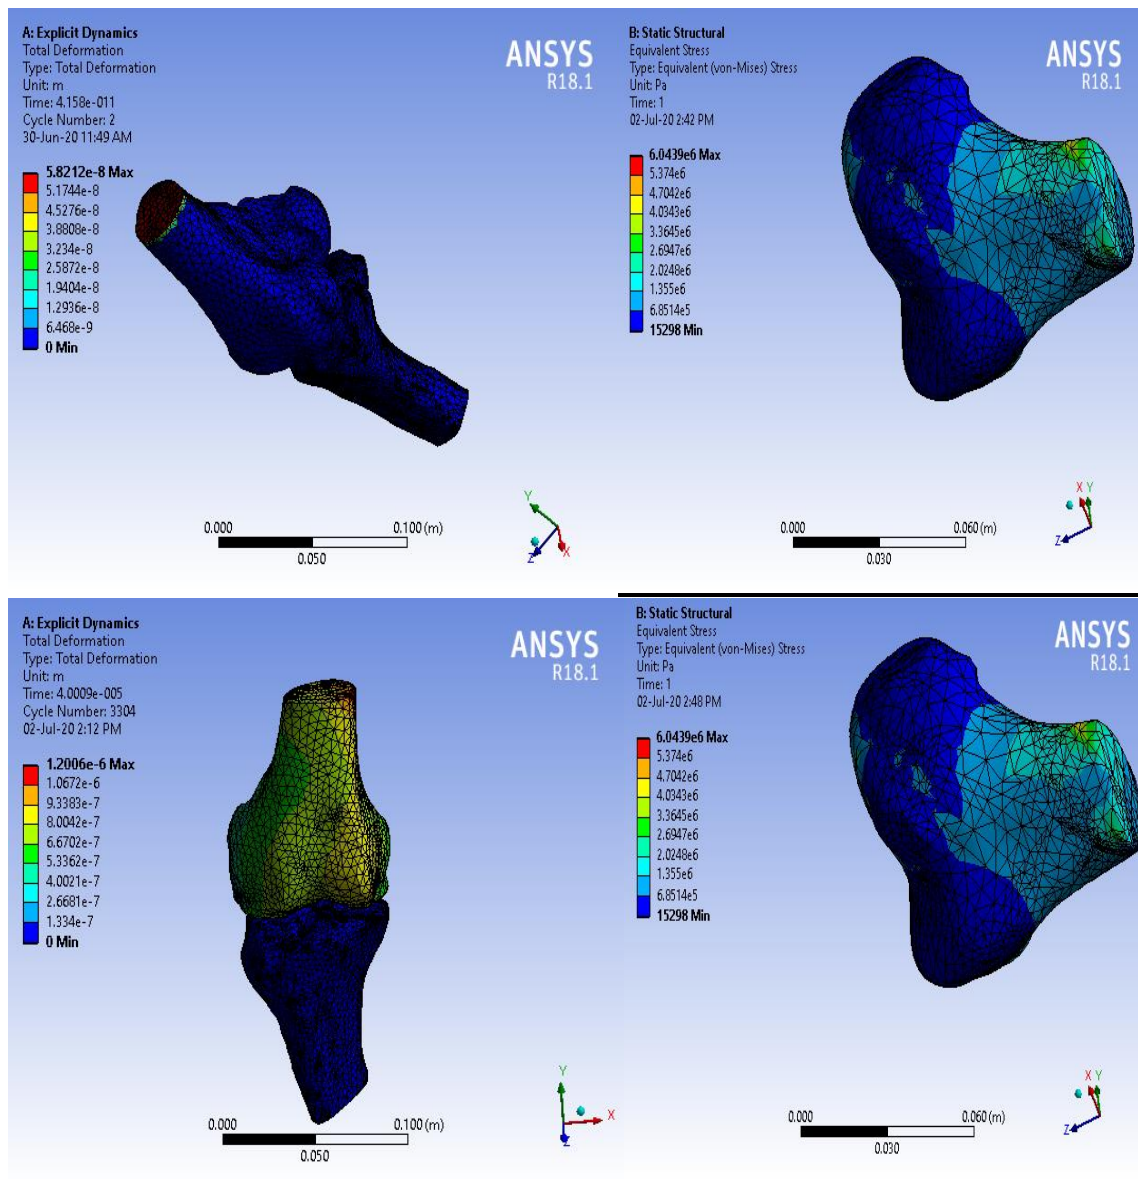 A: Explicit Dynamics
Total Deformation
Type: Total Deformation
Unit: m
Time: 4.158e-011
Cycle Number: 2
30-Jun-20 11:49 AM
5.8212e-8 Max
5.1744e-8
4.5276e-8
3.8808e-8
3.234e-8
2.5872e-8
1.9404e-8
1.2936e-8
6.468e-9
0 Min
ANSYS
R18.1
Y
X
Z
0.000
0.100 (m)
0.050
B: Static Structural
Equivalent Stress
Type: Equivalent (von-Mises) Stress
Unit: Pa
Time: 1
02-Jul-20 2:42 PM
6.0439e6 Max
5.374e6
4.7042e6
4.0343e6
3.3645e6
2.6947e6
2.0248e6
1.355e6
6.8514e5
15298 Min
ANSYS
R18.1
X Y
Z
0.000
0.060 (m)
0.030
A: Explicit Dynamics
Total Deformation
Type: Total Deformation
Unit: m
Time: 4.0009e-005
Cycle Number: 3304
02-Jul-20 2:12 PM
1.2006e-6 Max
1.0672e-6
9.3383e-7
8.0042e-7
6.6702e-7
5.3362e-7
4.0021e-7
2.6681e-7
1.334e-7
0 Min
ANSYS
R18.1
Y
X
Z
0.000
0.100 (m)
0.050
B: Static Structural
Equivalent Stress
Type: Equivalent (von-Mises) Stress
Unit: Pa
Time: 1
02-Jul-20 2:48 PM
6.0439e6 Max
5.374e6
4.7042e6
4.0343e6
3.3645e6
2.6947e6
2.0248e6
1.355e6
6.8514e5
15298 Min
ANSYS
R18.1
X Y
Z
0.000
0.060 (m)
0.030